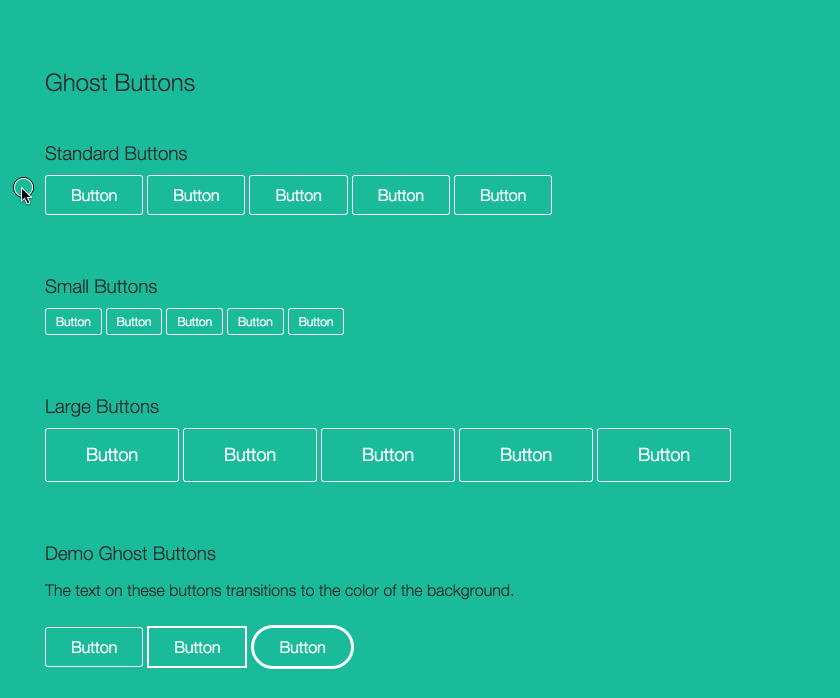 Ghost Buttons
Standard Buttons
Button Button Button Button Button
Small Buttons
Button Button Button Button Button
Large Buttons
Button Button Button Button Button
Demo Ghost Buttons
The text on these buttons transitions to the color of the background.
Button Button Button